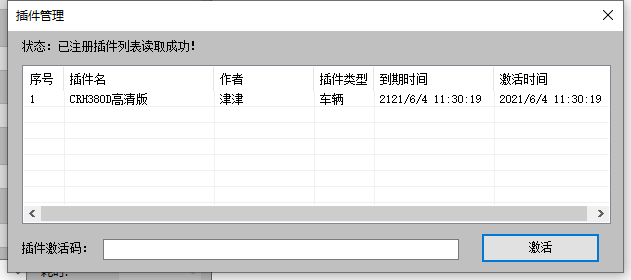 插件管理
状态：已注册插件列表读取成功！
序号 插件名 作者 插件类型 到期时间 激活时间
1 CRH380D高清版 津津 车辆 2121/6/4 11:30:19 2021/6/4 11:30:19
插件激活码： 激活
耗时: